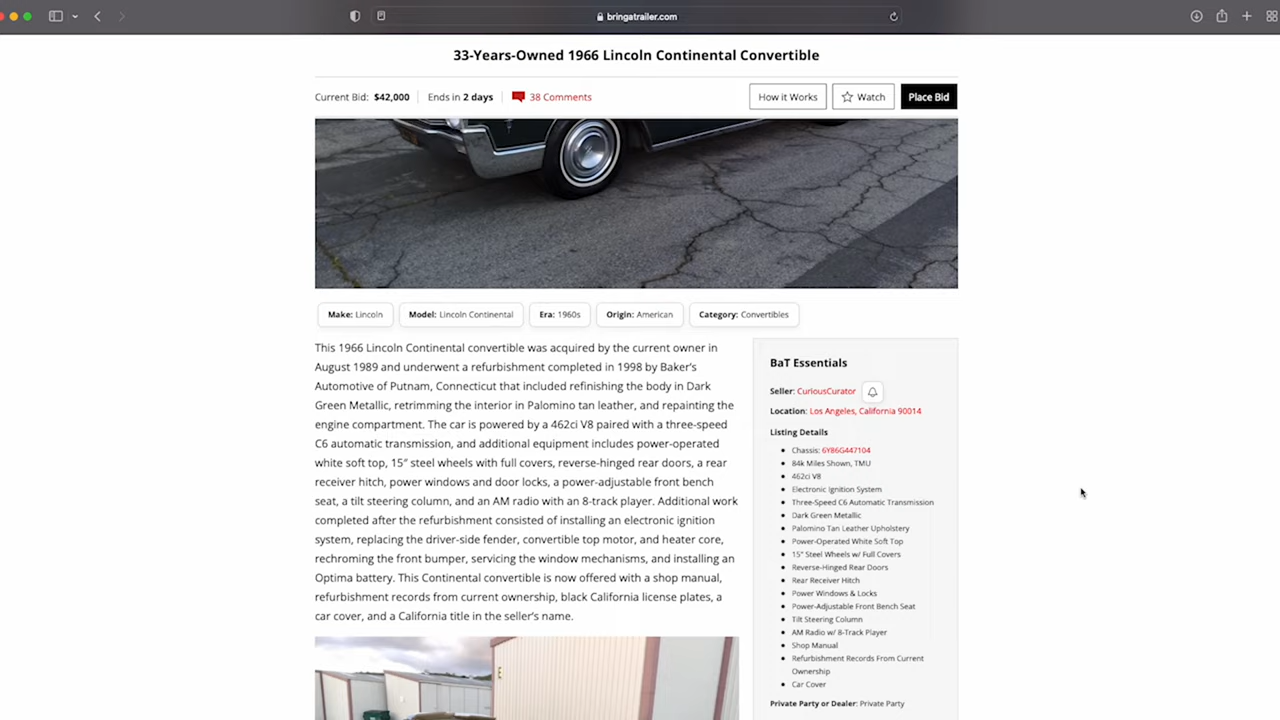 bringatrailer.com
33-Years-Owned 1966 Lincoln Continental Convertible
Current Bid: $42,000 Ends in 2 days 38 Comments How it Works Watch Place Bid
Make: Lincoln Model: Lincoln Continental Era: 1960s Origin: American Category: Convertibles
This 1966 Lincoln Continental convertible was acquired by the current owner in
August 1989 and underwent a refurbishment completed in 1998 by Baker's
Automotive of Putnam, Connecticut that included refinishing the body in Dark
Green Metallic, retrimming the interior in Palomino tan leather, and repainting the
engine compartment. The car is powered by a 462ci V8 paired with a three-speed
C6 automatic transmission, and additional equipment includes power-operated
white soft top, 15″ steel wheels with full covers, reverse-hinged rear doors, a rear
receiver hitch, power windows and door locks, a power-adjustable front bench
seat, a tilt steering column, and an AM radio with an 8-track player. Additional work
completed after the refurbishment consisted of installing an electronic ignition
system, replacing the driver-side fender, convertible top motor, and heater core,
rechroming the front bumper, servicing the window mechanisms, and installing an
Optima battery. This Continental convertible is now offered with a shop manual,
refurbishment records from current ownership, black California license plates, a
car cover, and a California title in the seller's name.
BaT Essentials
Seller: CuriousCurator
Location: Los Angeles, California 90014
Listing Details
Chassis: 6Y86G447104
84k Miles Shown, TMU
462ci V8
Electronic Ignition System
Three-Speed C6 Automatic Transmission
Dark Green Metallic
Palomino Tan Leather Upholstery
Power-Operated White Soft Top
15″ Steel Wheels w/ Full Covers
Reverse-Hinged Rear Doors
Rear Receiver Hitch
Power Windows & Locks
Power-Adjustable Front Bench Seat
Tilt Steering Column
AM Radio w/ 8-Track Player
Shop Manual
Refurbishment Records From Current
Ownership
Car Cover
Private Party or Dealer: Private Party